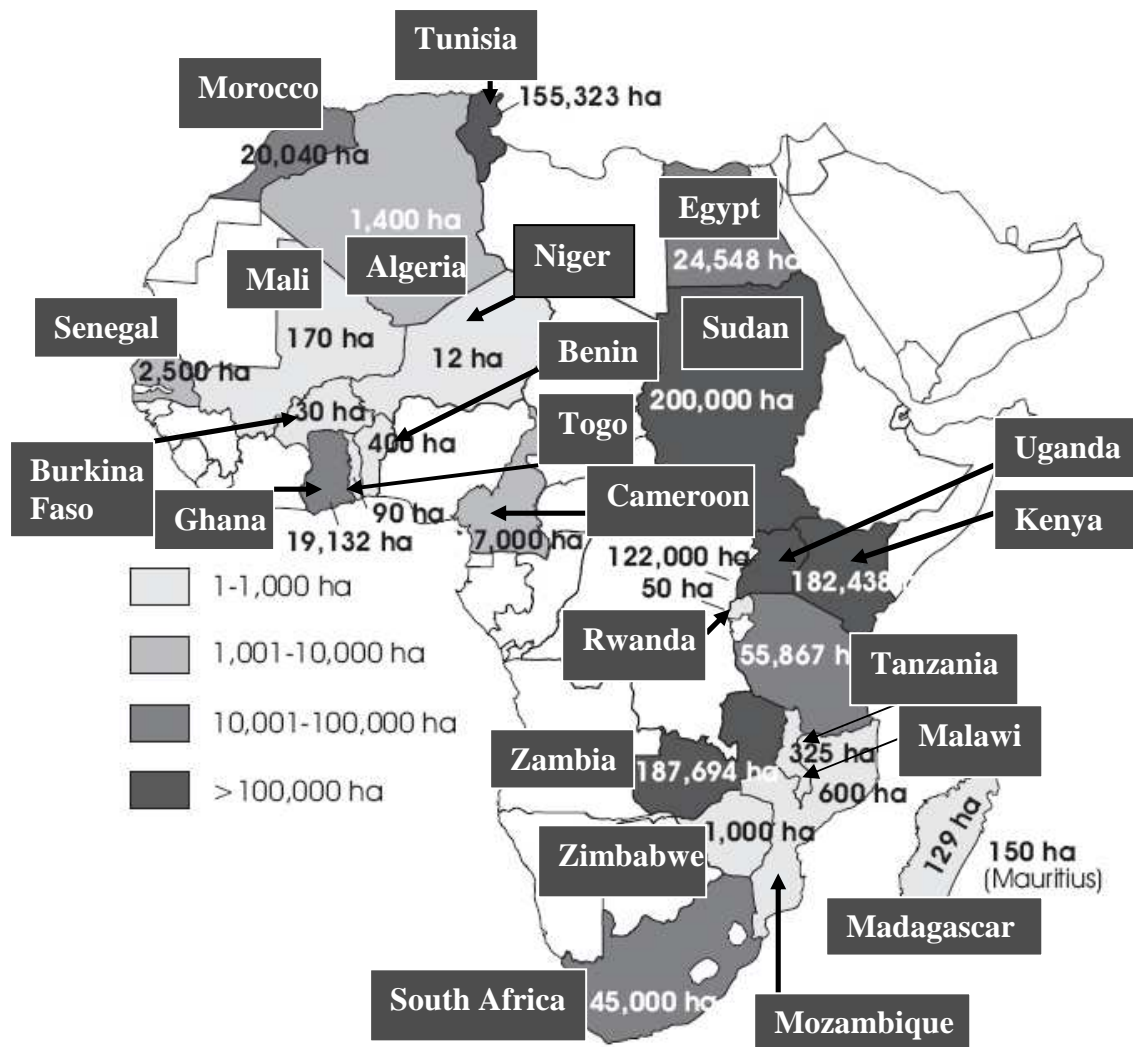 Tunisia
Morocco
155,323 ha
20,040 ha
Egypt
1,400 ha
Niger
Algeria
24,548 ha
Mali
Senegal
Sudan
170 ha
Benin
12 ha
2,500 ha
200,000 ha
30 ha
Togo
400 ha
Uganda
Burkina
Faso
Cameroon
Ghana
90 ha
Kenya
19,132 ha
7,000 ha
122,000 ha
182,438
1-1,000 ha
50 ha
Rwanda
1,001-10,000 ha
55,867 h
Tanzania
10,001-100,000 ha
Malawi
Zambia
325 ha
187,694 ha
>100,000 ha
600 ha
1,000 ha
Zimbabwe
129 ha
150 ha
(Mauritius)
Madagascar
South Africa
45,000 ha
Mozambique